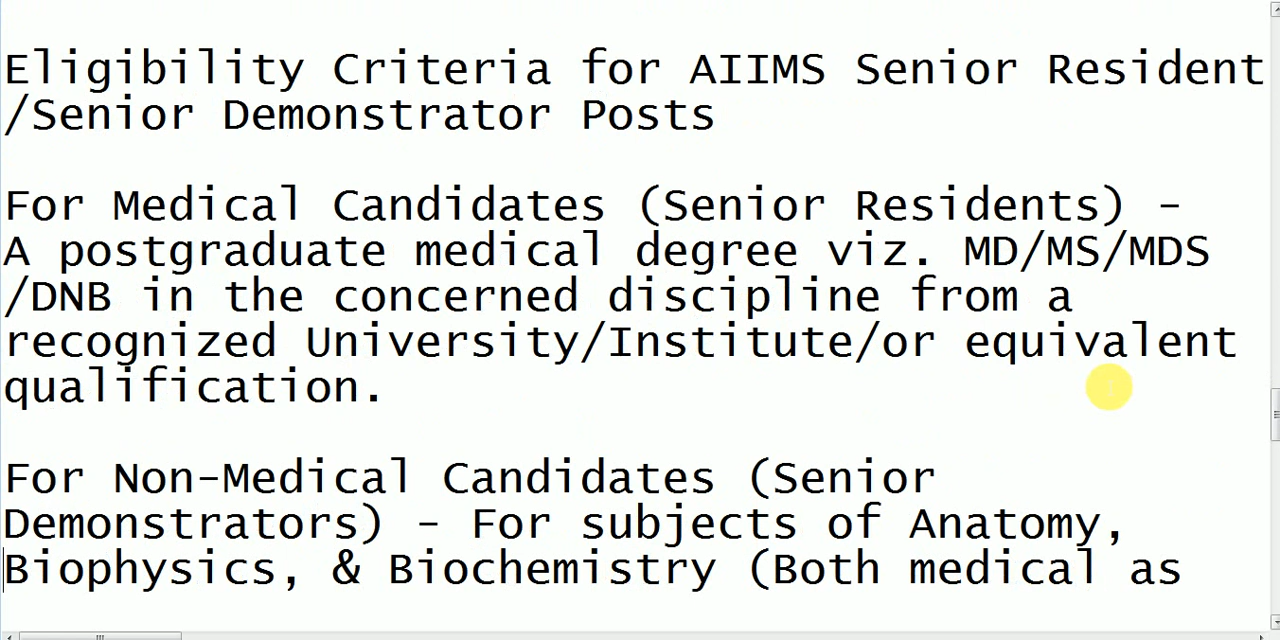 Eligibility Criteria for AIIMS Senior Resident
/Senior Demonstrator Posts
For Medical Candidates (Senior Residents) -
A postgraduate medical degree viz. MD/MS/MDS
/DNB in the concerned discipline from a
recognized University/Institute/or equivalent
qualification.
For Non-Medical Candidates (Senior
Demonstrators) - For subjects of Anatomy,
Biophysics, & Biochemistry (Both medical as